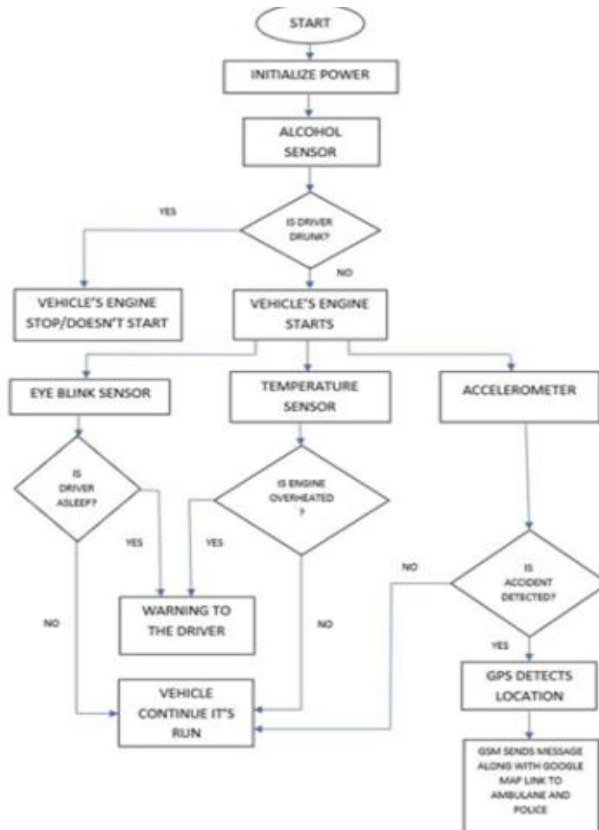 START
INITIALIZE POWER
ALCOHOL
SENSOR
YES
IS DRIVER
DRUNK?
NO
VEHICLE'S ENGINE
STOP/DOESN'T START
VEHICLE'S ENGINE
STARTS
EYE BLINK SENSOR
TEMPERATURE
SENSOR
ACCELEROMETER
IS
DRIVER
ASLEEP?
IS ENGINE
OVERHEATED
?
YES
YES
NO
IS
ACCIDENT
DETECTED?
NO
WARNING TO
THE DRIVER
NO
YES
VEHICLE
CONTINUE IT'S
RUN
GPS DETECTS
LOCATION
GSM SENDS MESSAGE
ALONG WITH GOOGLE
MAP LINK TO
AMBULANE AND
POLICE